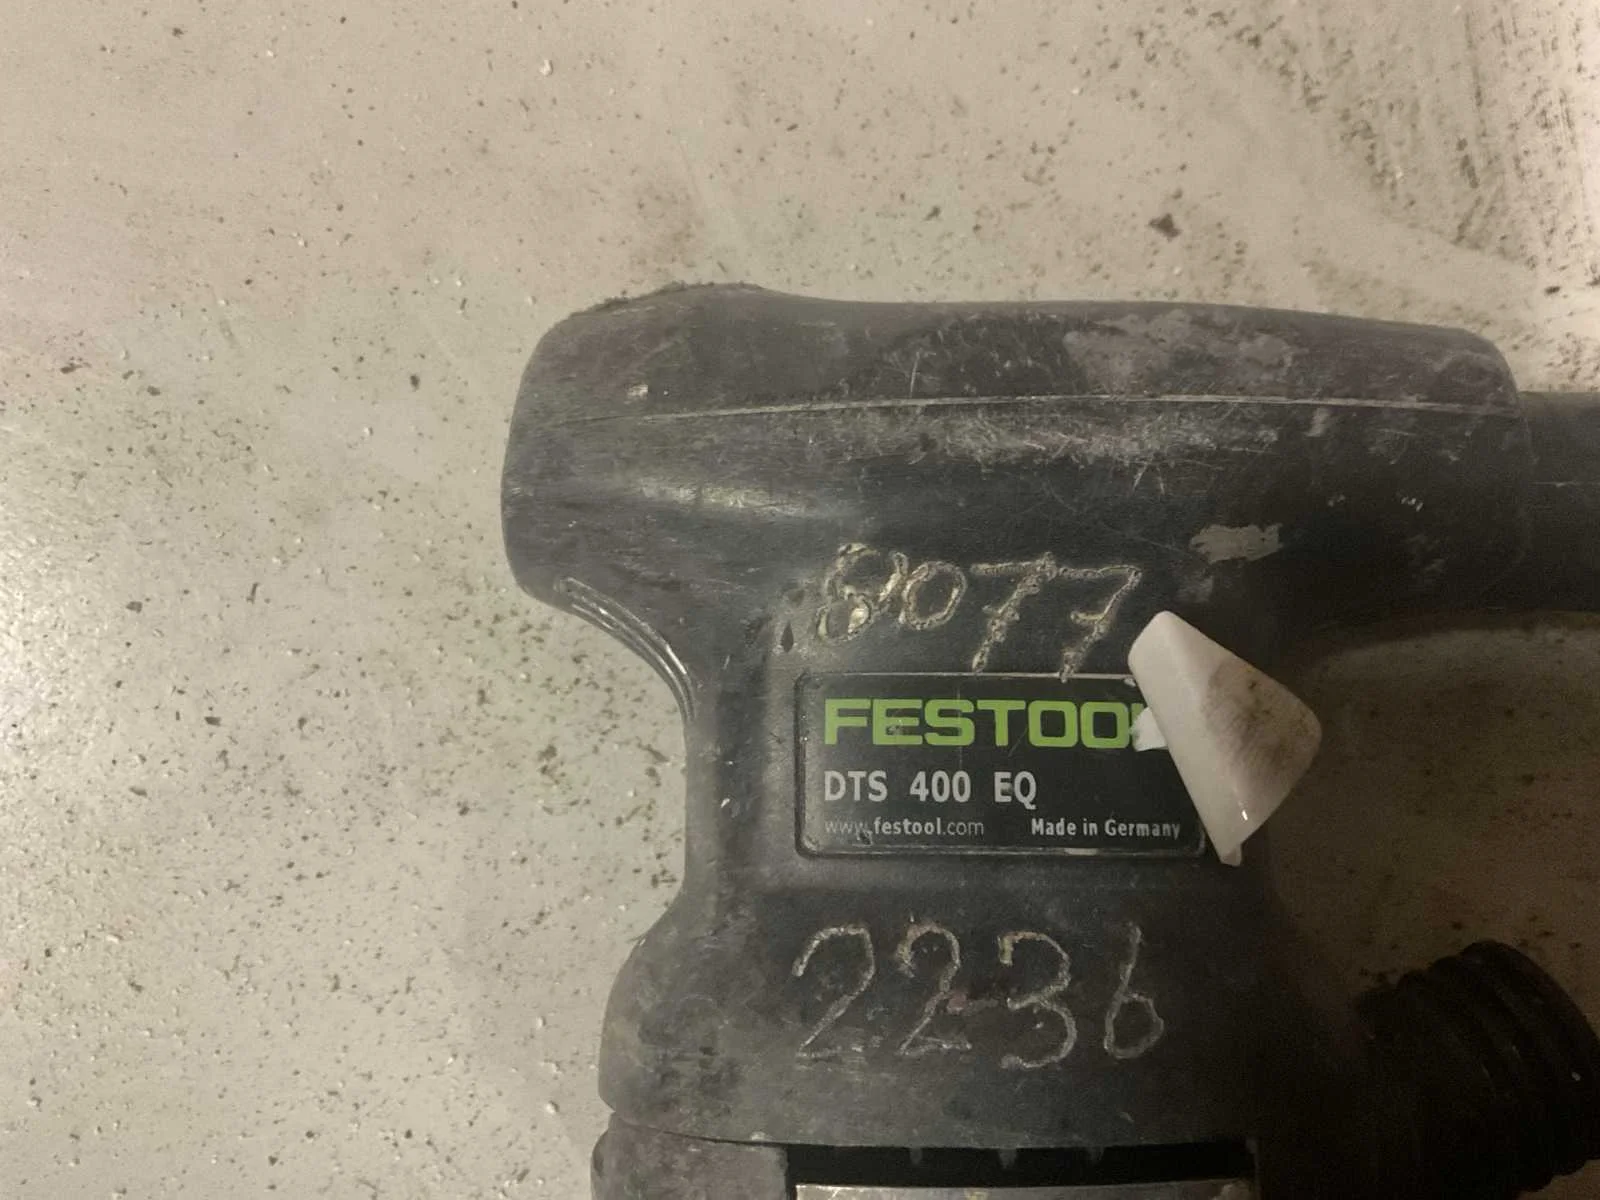 8077
FESTOOL
DTS 400 EQ
www.festool.com Made in Germany
2236